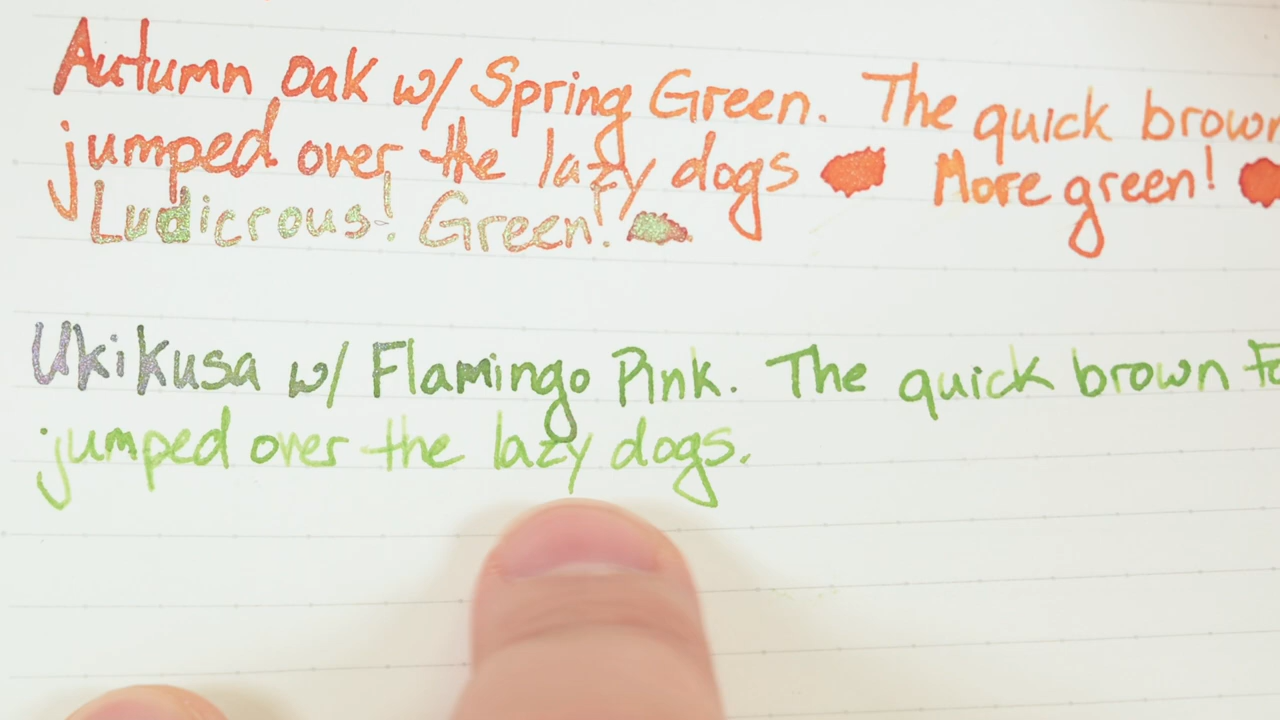 Autumn Oak w/ Spring Green. The quick brown
jumped over the lazy dogs More green!
Ludicrous! Green!
Ukikusa w/ Flamingo Pink. The quick brown Fo
jumped over the lazy dogs.